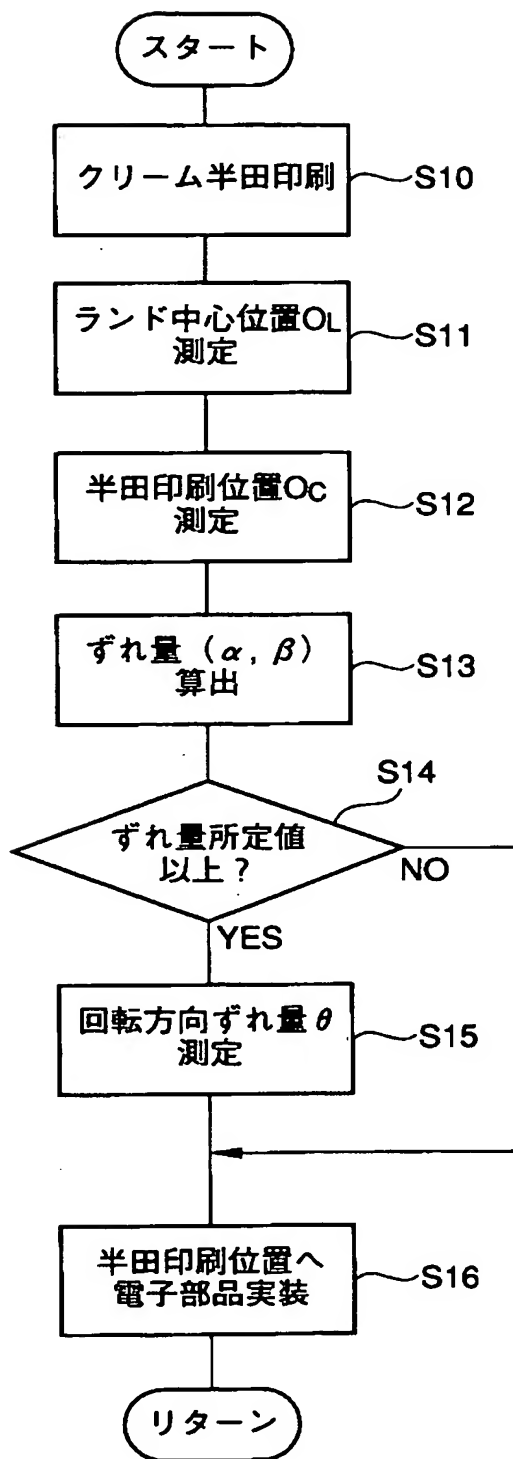 スタート
クリーム半田印刷
S10
ランド中心位置OL
測定
S11
半田印刷位置OC
測定
S12
ずれ量（α，β）
算出
S13
S14
ずれ量所定値
以上？
NO
YES
回転方向ずれ量θ
測定
S15
半田印刷位置へ
電子部品実装
S16
リターン